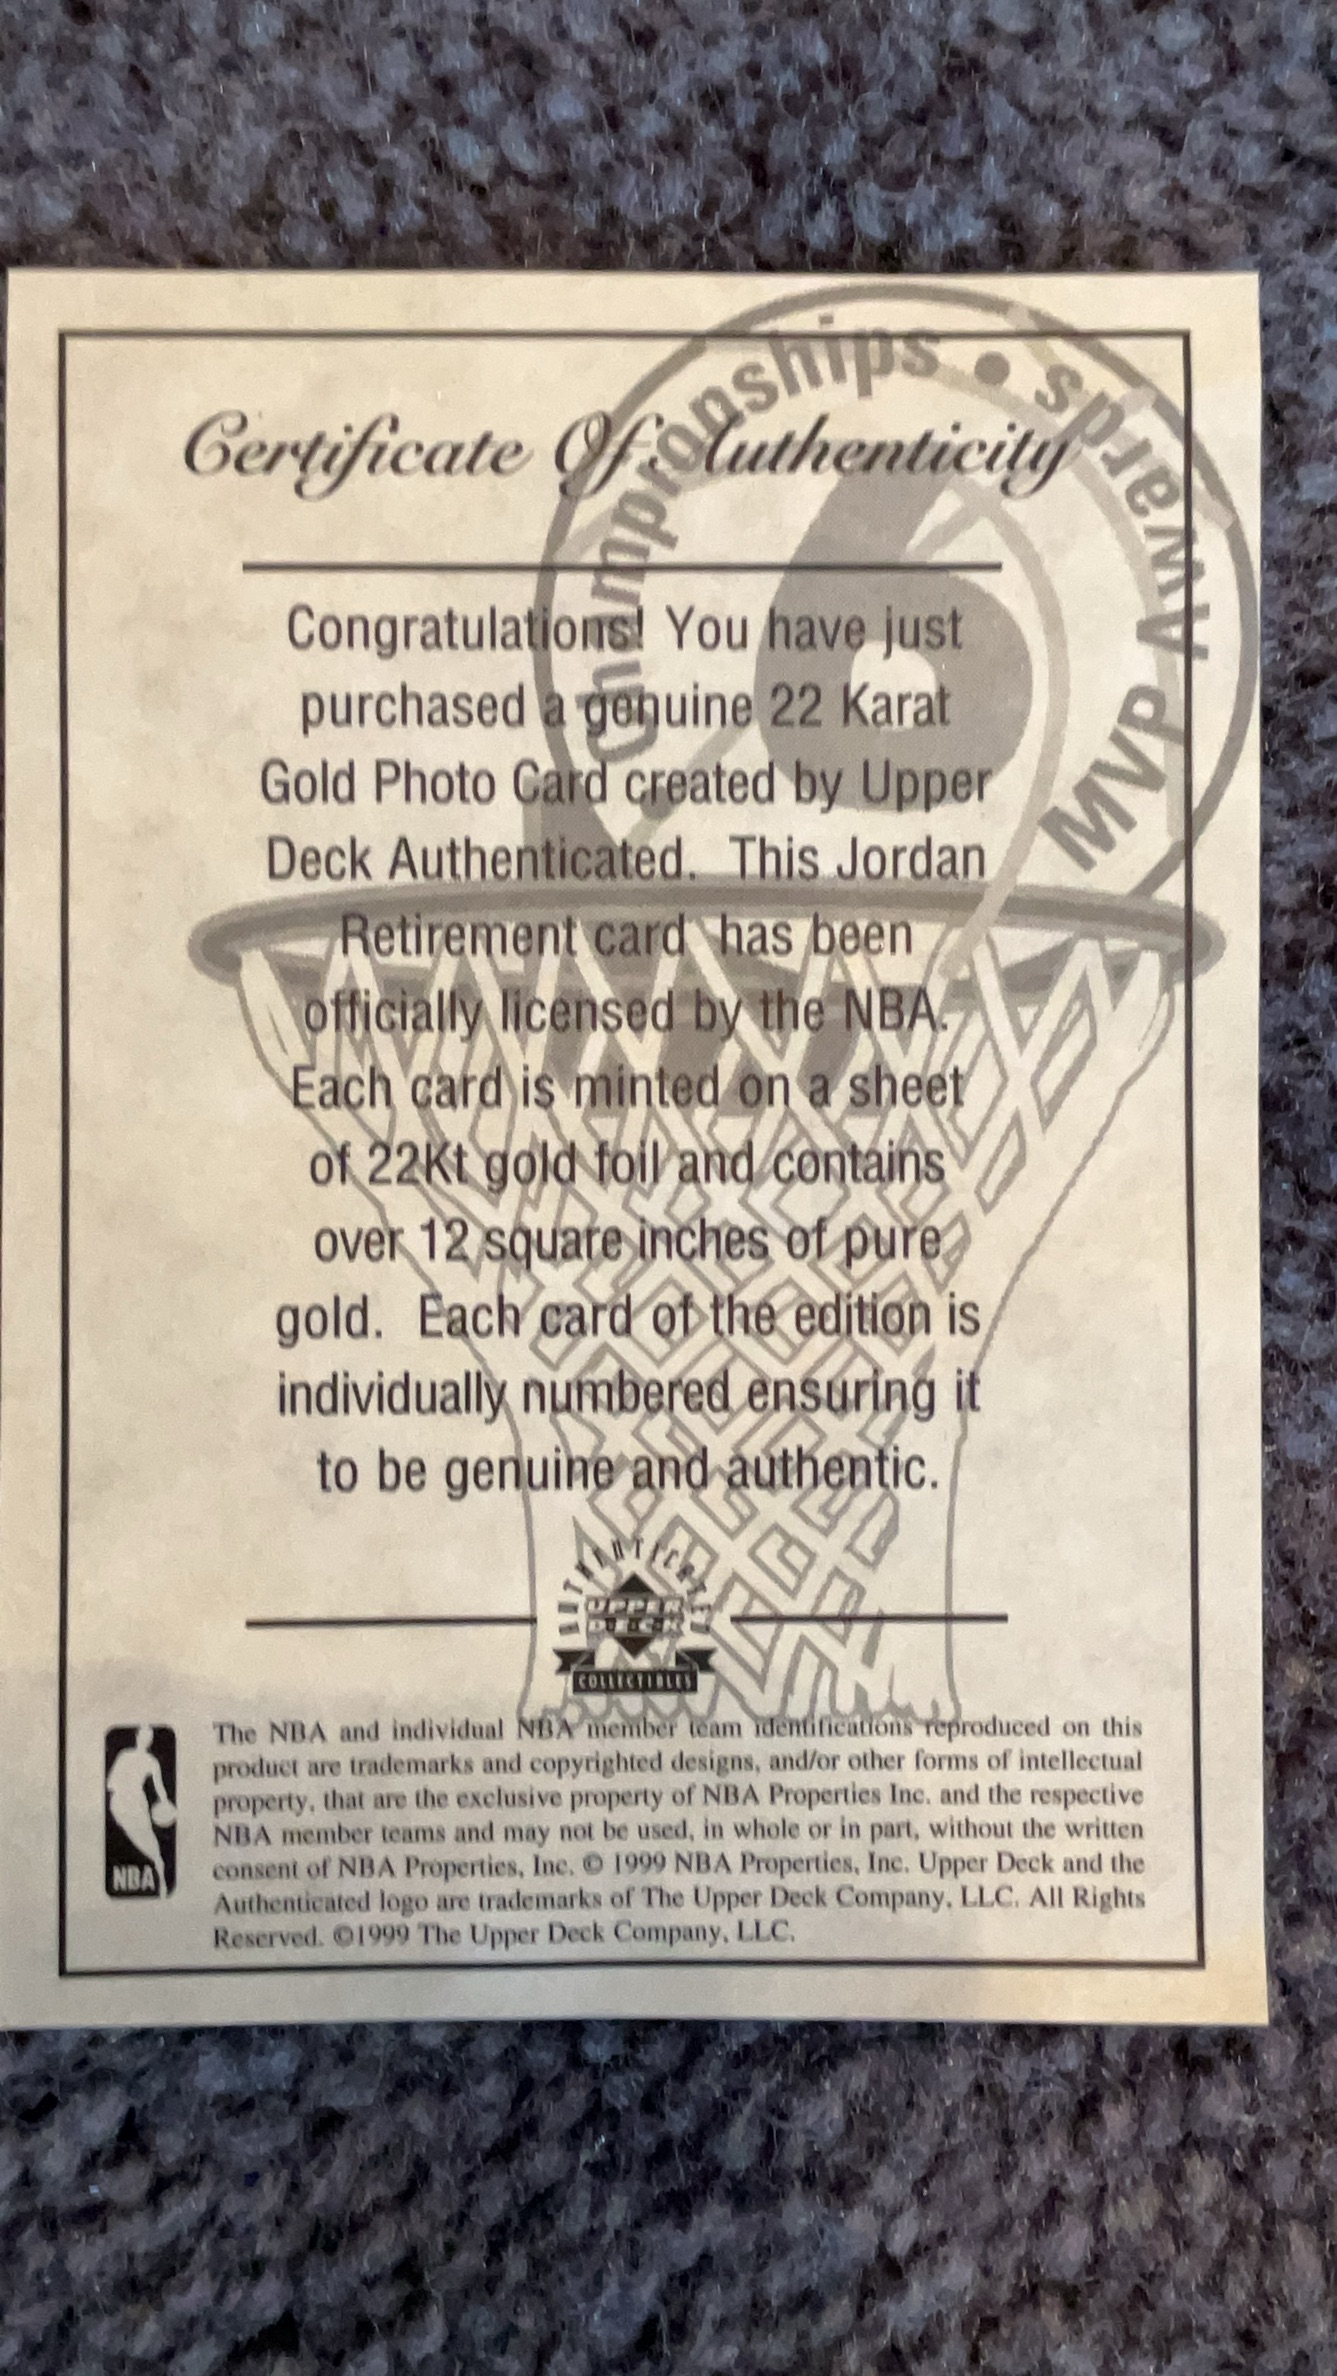 Championships • MVP Awards
6
Certificate Of Authenticity
Congratulations! You have just
purchased a genuine 22 Karat
Gold Photo Card created by Upper
Deck Authenticated. This Jordan
Retirement card has been
officially licensed by the NBA.
Each card is minted on a sheet
of 22Kt gold foil and contains
over 12 square inches of pure
gold. Each card of the edition is
individually numbered ensuring it
to be genuine and authentic.
AUTHENTICATED
UPPER
DECK
COLLECTIBLES
The NBA and individual NBA member team identifications reproduced on this
product are trademarks and copyrighted designs, and/or other forms of intellectual
property, that are the exclusive property of NBA Properties Inc. and the respective
NBA member teams and may not be used, in whole or in part, without the written
consent of NBA Properties, Inc. © 1999 NBA Properties, Inc. Upper Deck and the
Authenticated logo are trademarks of The Upper Deck Company, LLC. All Rights
Reserved. ©1999 The Upper Deck Company, LLC.
NBA